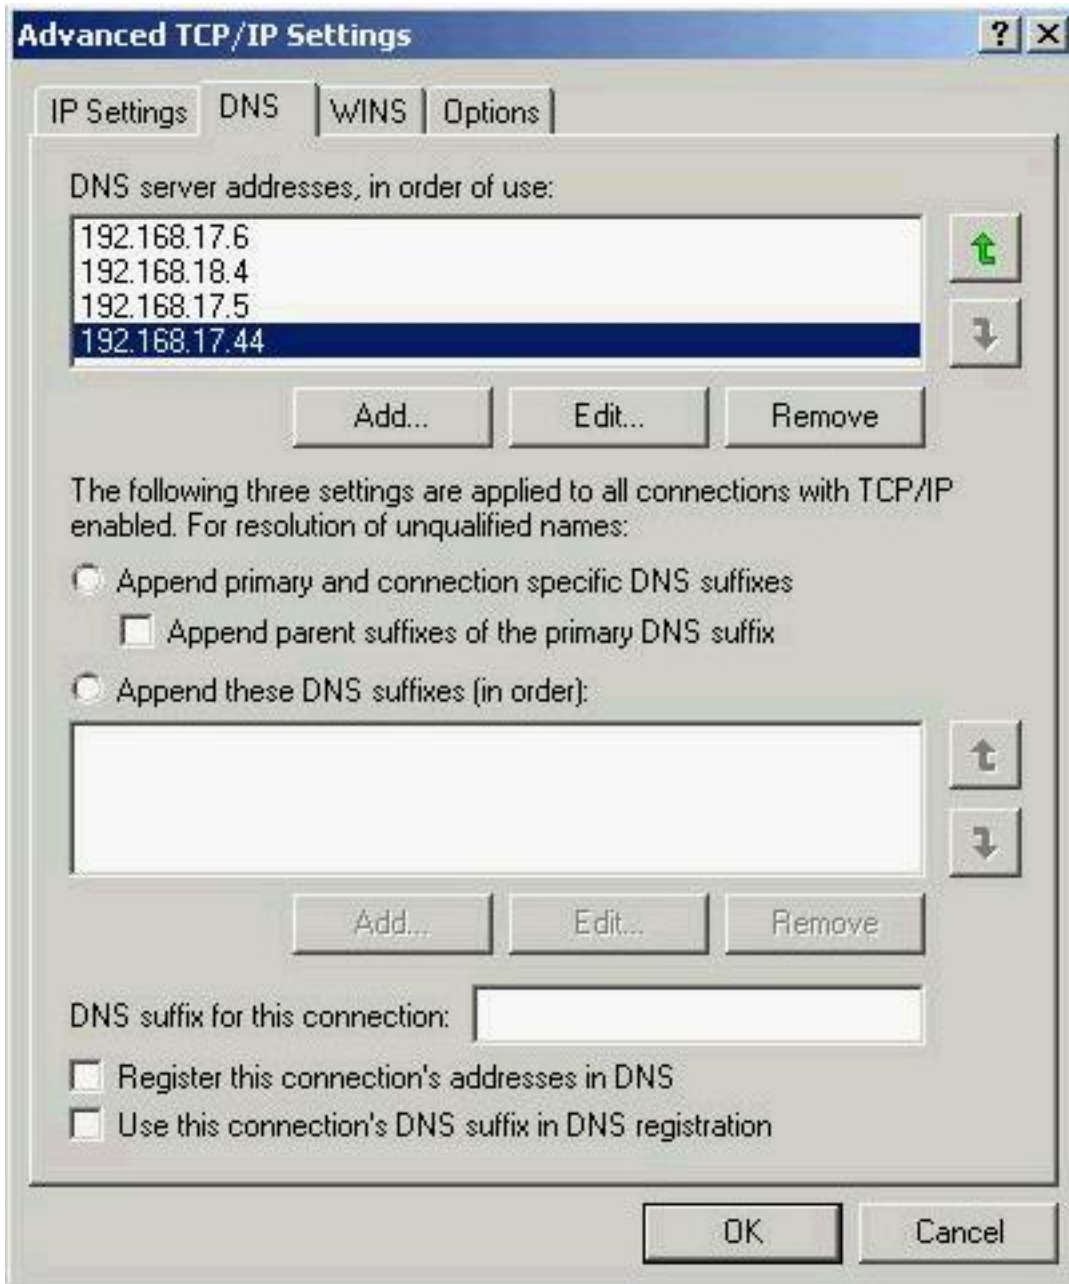 Advanced TCP/IP Settings
IP Settings DNS WINS Options
DNS server addresses, in order of use:
192.168.17.6
192.168.18.4
192.168.17.5
192.168.17.44
Add... Edit... Remove
The following three settings are applied to all connections with TCP/IP
enabled. For resolution of unqualified names:
Append primary and connection specific DNS suffixes
Append parent suffixes of the primary DNS suffix
Append these DNS suffixes (in order):
Add... Edit... Remove
DNS suffix for this connection:
Register this connection's addresses in DNS
Use this connection's DNS suffix in DNS registration
OK Cancel